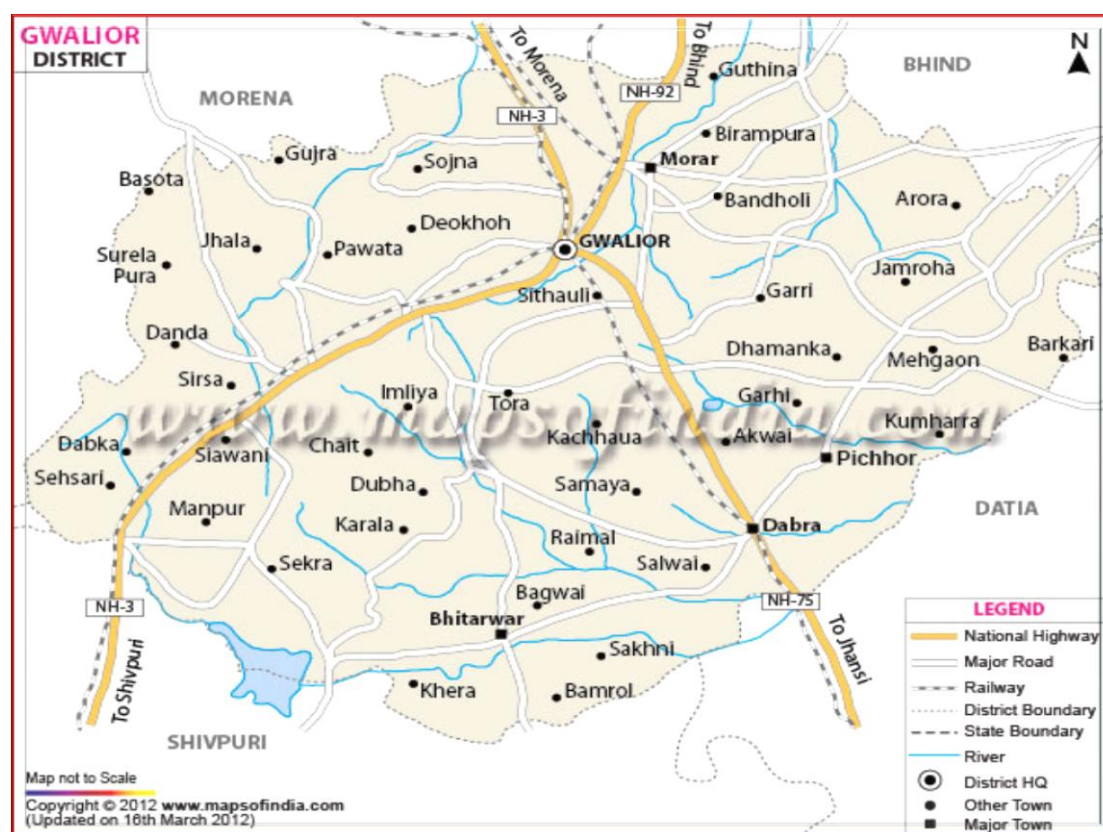 GWALIOR
DISTRICT
N
To Morena
To Bhind
Guthina
BHIND
MORENA
NH-92
NH-3
Birampura
Gujra
Sojna
Morar
Basota
Bandholi
Arora
Deokhoh
Jhala
Pawata
GWALIOR
Surela
Pura
Jamroha
Sithauli
Garri
Danda
Dhamanka
Mehgaon
Barkari
Sirsa
Imliya
Tora
Garhi
www.mapsofindia.com
Kumharra
Dabka
Siawani
Chait
Kachhaua
Akwai
Pichhor
Sehsari
Dubha
Samaya
Manpur
Karala
Dabra
DATIA
Raimal
Sekra
Salwai
NH-3
Bagwai
NH-75
Bhitarwar
To Shivpuri
To Jhansi
Sakhni
Khera
Bamrol
SHIVPURI
LEGEND
National Highway
Major Road
Railway
District Boundary
State Boundary
River
District HQ
Other Town
Major Town
Map not to Scale
Copyright © 2012 www.mapsofindia.com
(Updated on 16th March 2012)